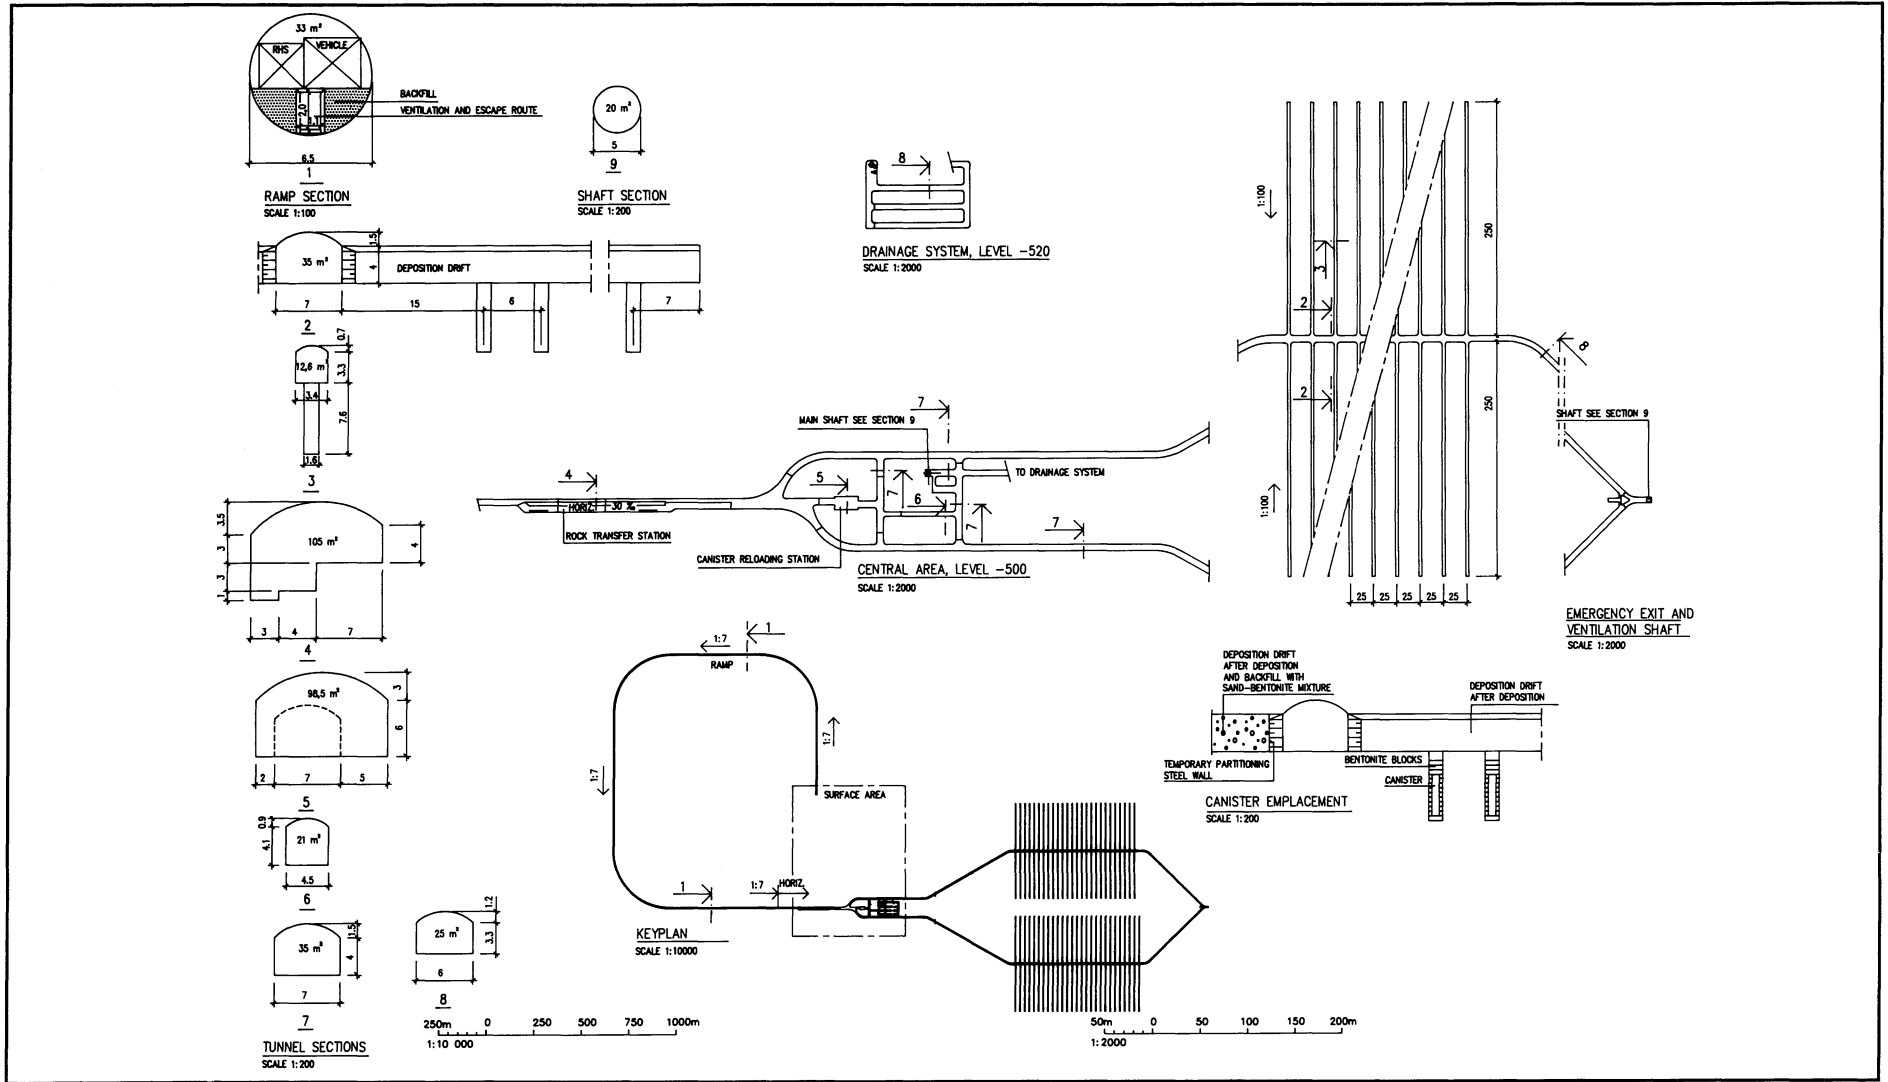 33 m²
RHS
VEHICLE
2,0
1,1
BACKFILL
VENTILATION AND ESCAPE ROUTE
6.5
1
RAMP SECTION
SCALE 1:100
20 m²
5
9
SHAFT SECTION
SCALE 1:200
35 m²
DEPOSITION DRIFT
1.5
4
7
15
6
7
2
0.7
12,6 m²
3.3
3.4
7.6
1.6
3
3.5
105 m²
3
4
3
1
3
4
7
4
98,5 m²
3
6
2
7
5
5
0.9
21 m²
4.1
4.5
6
35 m²
1.5
4
7
7
25 m²
1.2
3.3
6
8
TUNNEL SECTIONS
SCALE 1:200
8
DRAINAGE SYSTEM, LEVEL -520
SCALE 1:2000
MAIN SHAFT SEE SECTION 9
7
TO DRAINAGE SYSTEM
4
5
7
6
7
7
HORIZ.
30 ‰
ROCK TRANSFER STATION
CANISTER RELOADING STATION
CENTRAL AREA, LEVEL -500
SCALE 1:2000
1:100
250
3
2
8
2
250
1:100
25
25
25
25
25
SHAFT SEE SECTION 9
EMERGENCY EXIT AND
VENTILATION SHAFT
SCALE 1:2000
1:7
1
RAMP
1:7
1:7
SURFACE AREA
1
1:7
HORIZ.
KEYPLAN
SCALE 1:10000
DEPOSITION DRIFT
AFTER DEPOSITION
AND BACKFILL WITH
SAND-BENTONITE MIXTURE
DEPOSITION DRIFT
AFTER DEPOSITION
TEMPORARY PARTITIONING
STEEL WALL
BENTONITE BLOCKS
CANISTER
CANISTER EMPLACEMENT
SCALE 1:200
250m 0 250 500 750 1000m
1:10 000
50m 0 50 100 150 200m
1:2000